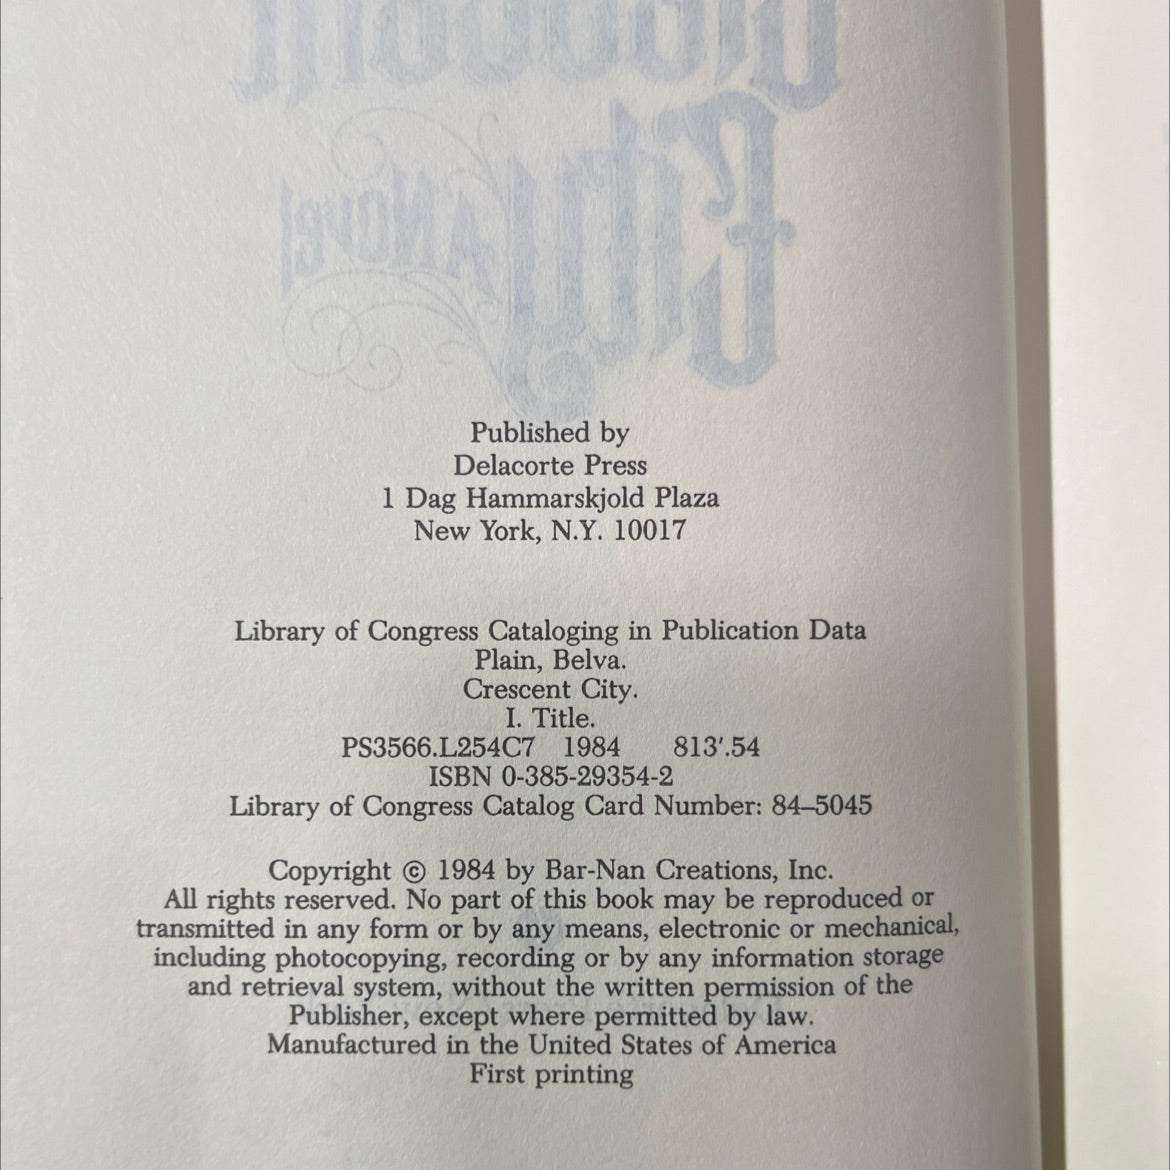 Crescent
City
A Novel
Published by
Delacorte Press
1 Dag Hammarskjold Plaza
New York, N.Y. 10017
Library of Congress Cataloging in Publication Data
Plain, Belva.
Crescent City.
I. Title.
PS3566.L254C7 1984 813′.54
ISBN 0-385-29354-2
Library of Congress Catalog Card Number: 84–5045
Copyright © 1984 by Bar-Nan Creations, Inc.
All rights reserved. No part of this book may be reproduced or
transmitted in any form or by any means, electronic or mechanical,
including photocopying, recording or by any information storage
and retrieval system, without the written permission of the
Publisher, except where permitted by law.
Manufactured in the United States of America
First printing